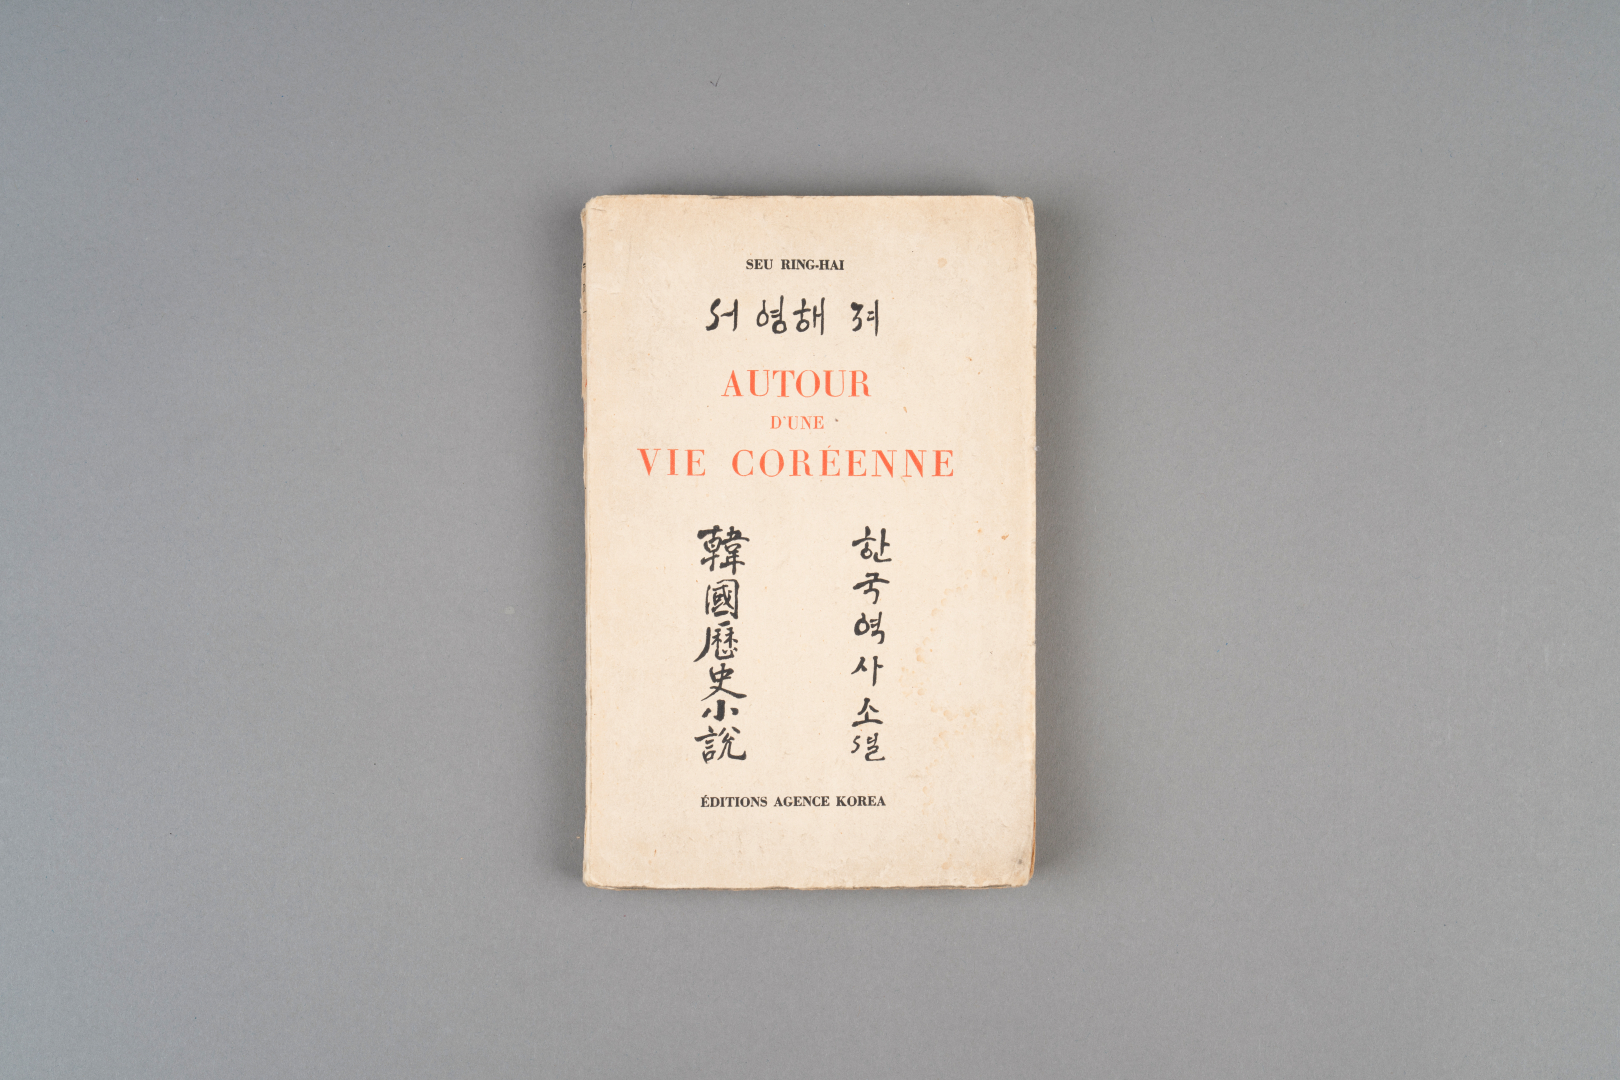 SEU RING-HAI
서영해 저
AUTOUR
D'UNE
VIE CORÉENNE
韓國歷史小說
한국역사소설
ÉDITIONS AGENCE KOREA